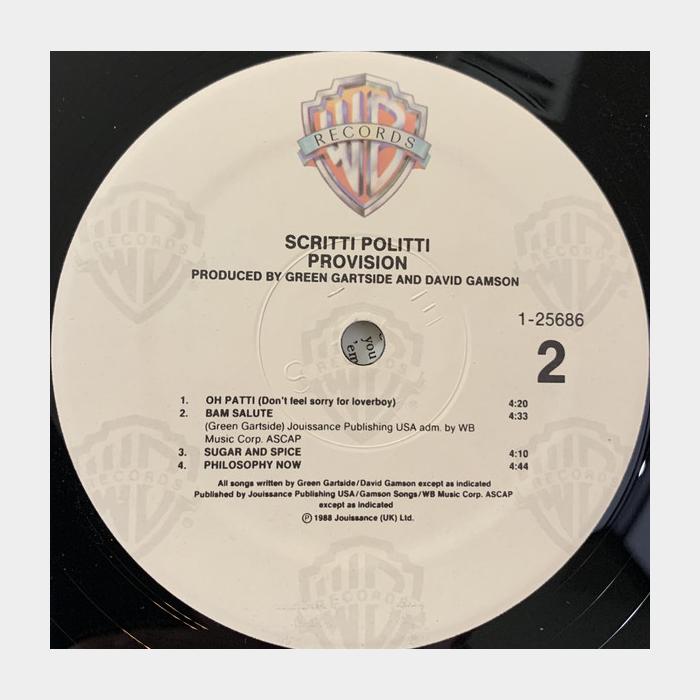 WB
RECORDS
SCRITTI POLITTI
PROVISION
PRODUCED BY GREEN GARTSIDE AND DAVID GAMSON
1-25686
2
you
'em
1. OH PATTI (Don't feel sorry for loverboy) 4:20
2. BAM SALUTE 4:33
(Green Gartside) Jouissance Publishing USA adm. by WB
Music Corp. ASCAP
3. SUGAR AND SPICE 4:10
4. PHILOSOPHY NOW 4:44
All songs written by Green Gartside/David Gamson except as indicated
Published by Jouissance Publishing USA/Gamson Songs/WB Music Corp. ASCAP
except as indicated
℗ 1988 Jouissance (UK) Ltd.